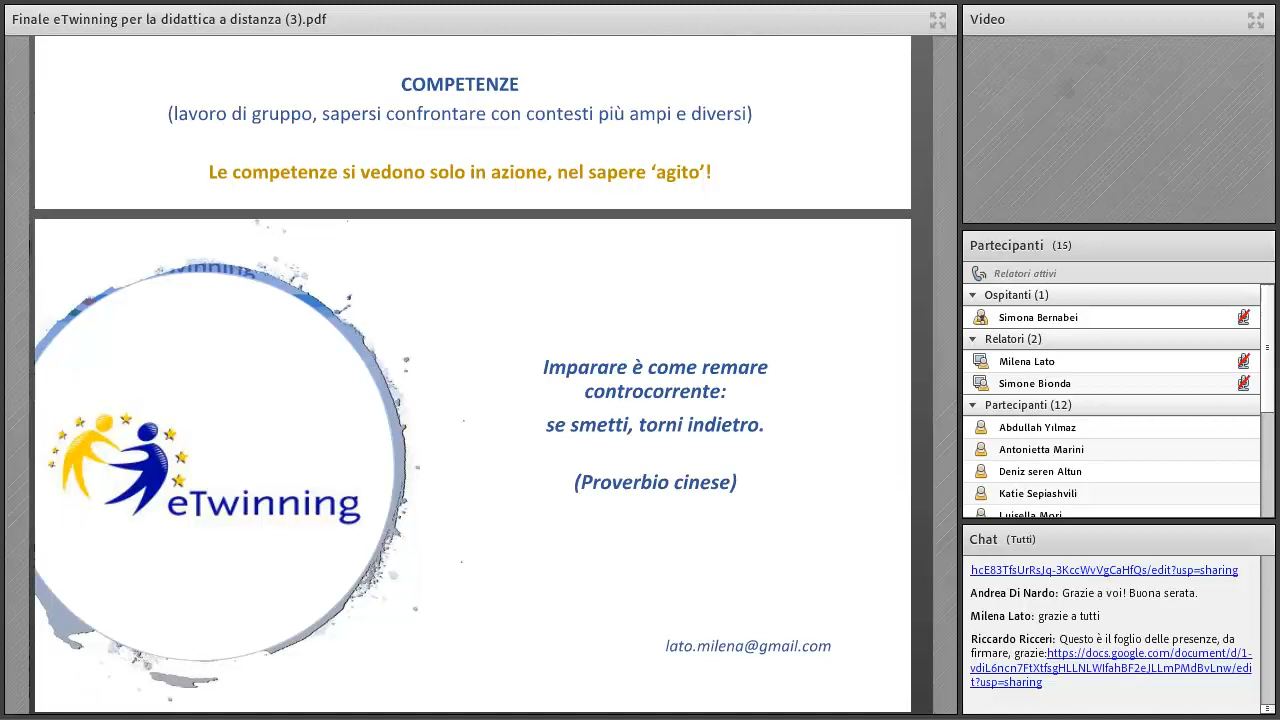 Finale eTwinning per la didattica a distanza (3).pdf
COMPETENZE
(lavoro di gruppo, sapersi confrontare con contesti più ampi e diversi)
Le competenze si vedono solo in azione, nel sapere ‘agito’!
eTwinning
Imparare è come remare
controcorrente:
se smetti, torni indietro.
(Proverbio cinese)
lato.milena@gmail.com
Video
Partecipanti (15)
Relatori attivi
Ospitanti (1)
Simona Bernabei
Relatori (2)
Milena Lato
Simone Bionda
Partecipanti (12)
Abdullah Yılmaz
Antonietta Marini
Deniz seren Altun
Katie Sepiashvili
Luisella Mori
Chat (Tutti)
hcE83TfsUrRsJq-3KccWvVgCaHfQs/edit?usp=sharing
Andrea Di Nardo: Grazie a voi! Buona serata.
Milena Lato: grazie a tutti
Riccardo Ricceri: Questo è il foglio delle presenze, da
firmare, grazie:https://docs.google.com/document/d/1-
vdiL6ncn7FtXtfsgHLLNLWIfahBF2eJLLmPMdBvLnw/edi
t?usp=sharing